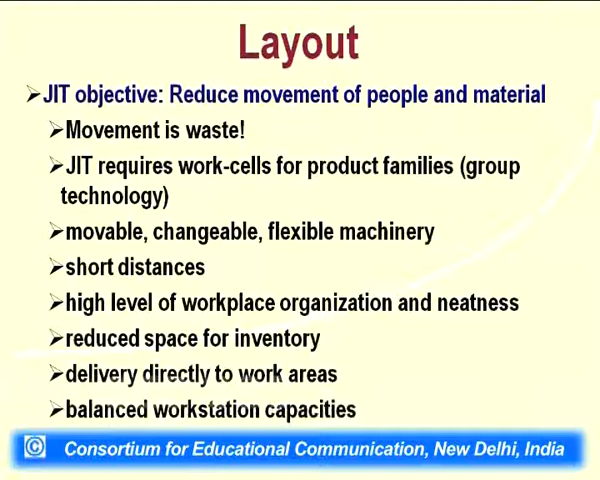 Layout
➢JIT objective: Reduce movement of people and material
➢Movement is waste!
➢JIT requires work-cells for product families (group
technology)
➢movable, changeable, flexible machinery
➢short distances
➢high level of workplace organization and neatness
➢reduced space for inventory
➢delivery directly to work areas
➢balanced workstation capacities
© Consortium for Educational Communication, New Delhi, India